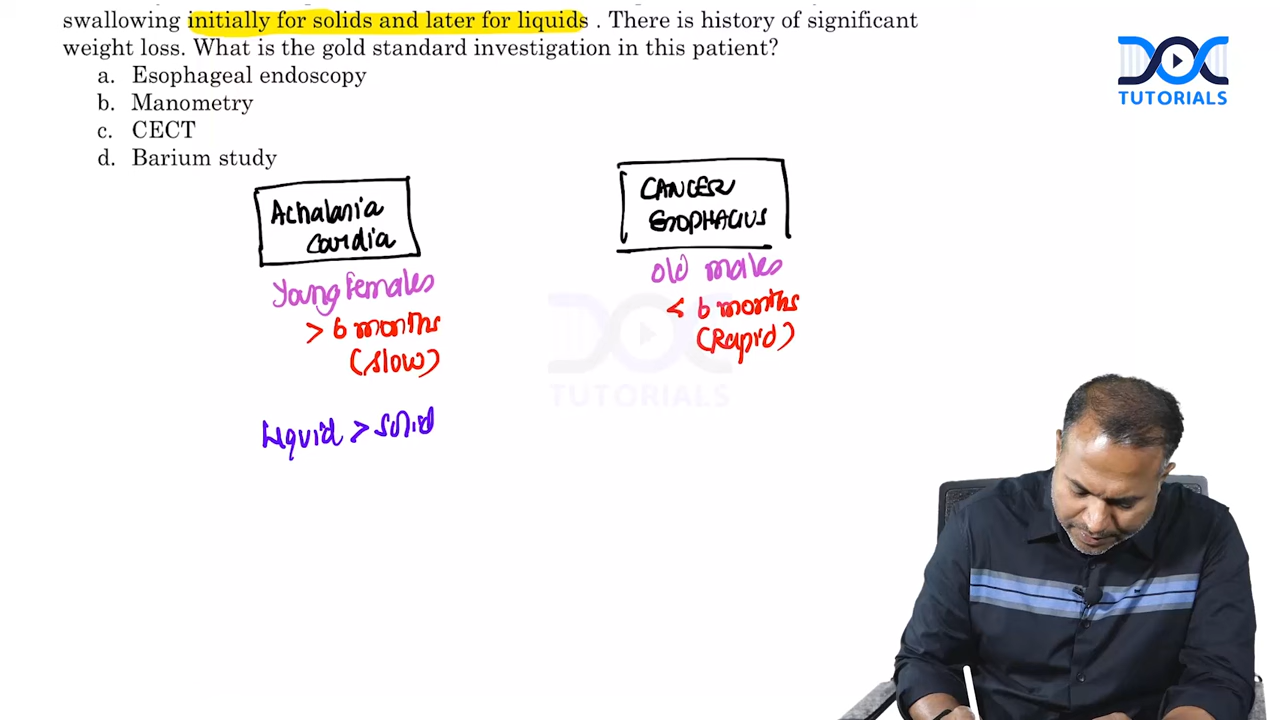 swallowing initially for solids and later for liquids . There is history of significant
weight loss. What is the gold standard investigation in this patient?
a. Esophageal endoscopy
b. Manometry
c. CECT
d. Barium study
DOC
TUTORIALS
Achalasia
Cardia
Young Females
> 6 months
(Slow)
Liquid > Solid
CANCER
ESOPHAGUS
old males
< 6 months
(Rapid)
TUTORIALS